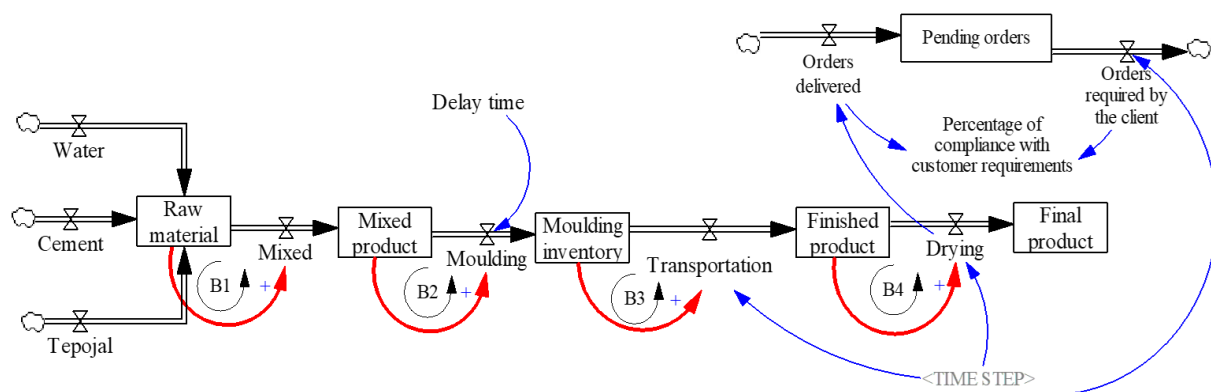 Pending orders
Orders
delivered
Orders
required by
the client
Delay time
Percentage of
compliance with
customer requirements
Water
Raw
material
Mixed
product
Moulding
inventory
Finished
product
Final
product
Cement
Mixed
Moulding
Transportation
Drying
B1
+
B2
+
B3
+
B4
+
Tepojal
<TIME STEP>